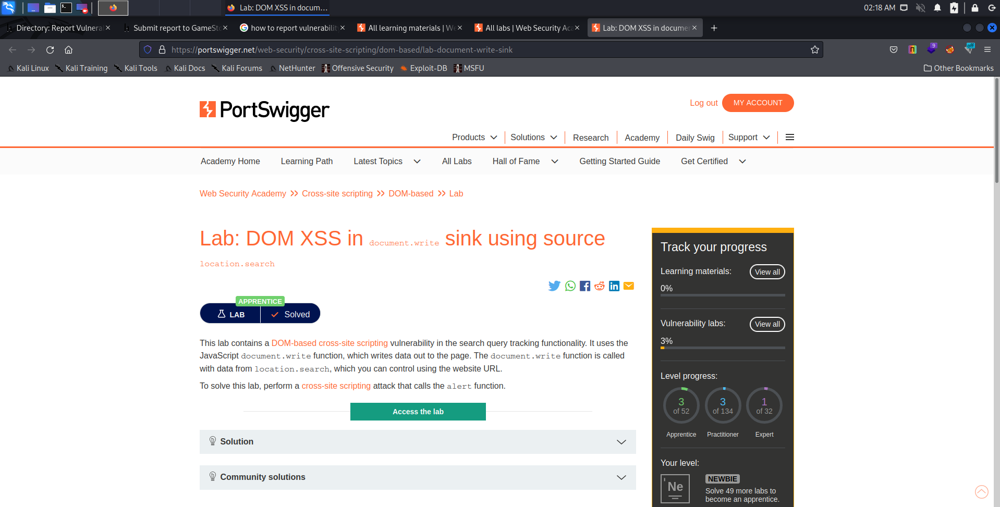 Lab: DOM XSS in docum...
02:18 AM
Directory: Report Vulnera
Submit report to GameSto
how to report vulnerability
All learning materials | We
All labs | Web Security Aca
Lab: DOM XSS in docume
https://portswigger.net/web-security/cross-site-scripting/dom-based/lab-document-write-sink
9
off
Kali Linux
Kali Training
Kali Tools
Kali Docs
Kali Forums
NetHunter
Offensive Security
Exploit-DB
MSFU
Other Bookmarks
PortSwigger
Log out
MY ACCOUNT
Products
Solutions
Research
Academy
Daily Swig
Support
Academy Home
Learning Path
Latest Topics
All Labs
Hall of Fame
Getting Started Guide
Get Certified
Web Security Academy
Cross-site scripting
DOM-based
Lab
Lab: DOM XSS in document.write sink using source
location.search
APPRENTICE
LAB
Solved
This lab contains a DOM-based cross-site scripting vulnerability in the search query tracking functionality. It uses the
JavaScript document.write function, which writes data out to the page. The document.write function is called
with data from location.search, which you can control using the website URL.
To solve this lab, perform a cross-site scripting attack that calls the alert function.
Access the lab
Solution
Community solutions
Track your progress
Learning materials:
View all
0%
Vulnerability labs:
View all
3%
Level progress:
3
of 52
3
of 134
1
of 32
Apprentice
Practitioner
Expert
Your level:
Ne
NEWBIE
Solve 49 more labs to
become an apprentice.